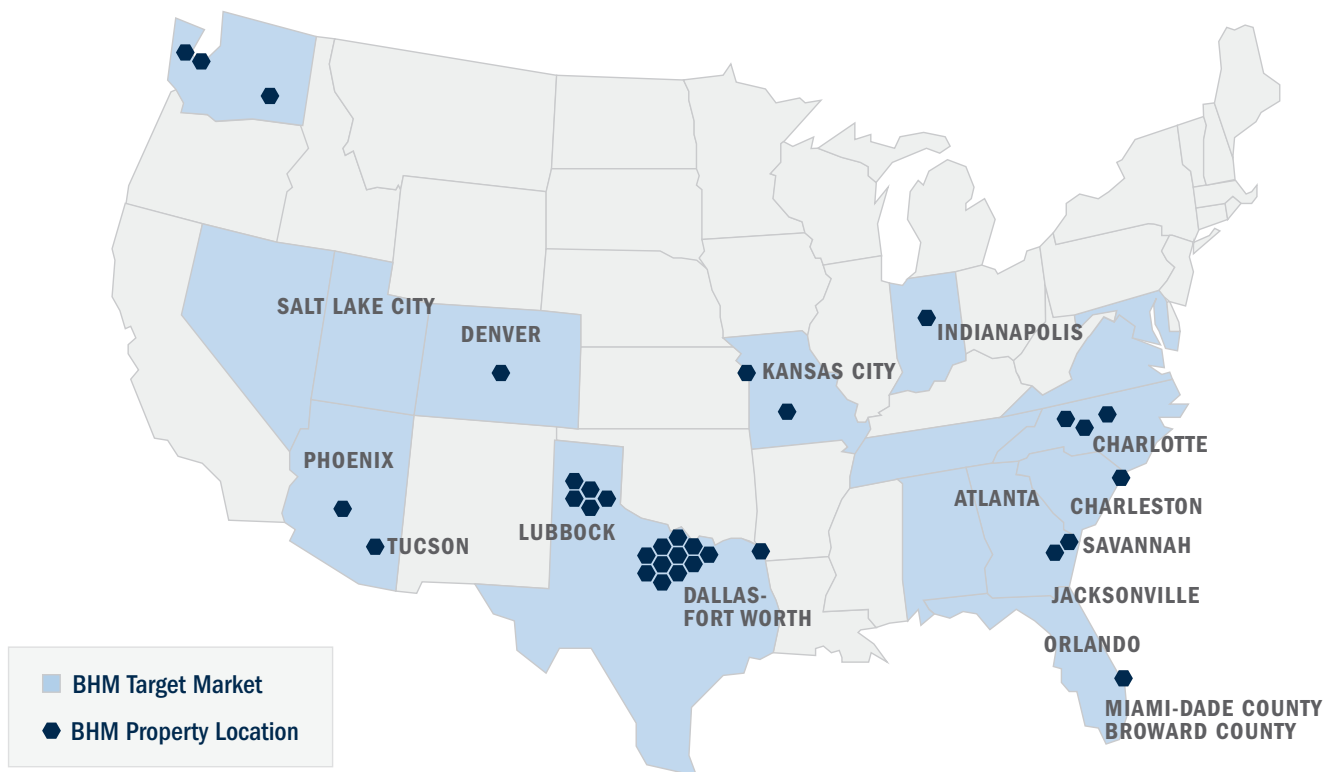 SALT LAKE CITY
DENVER
INDIANAPOLIS
KANSAS CITY
PHOENIX
CHARLOTTE
ATLANTA
CHARLESTON
LUBBOCK
TUCSON
SAVANNAH
DALLAS-
FORT WORTH
JACKSONVILLE
ORLANDO
MIAMI-DADE COUNTY
BROWARD COUNTY
BHM Target Market
BHM Property Location